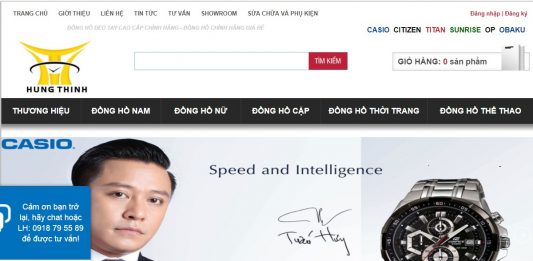 TRANG CHỦ GIỚI THIỆU LIÊN HỆ TIN TỨC TƯ VẤN SHOWROOM SỬA CHỮA VÀ PHỤ KIỆN
Đăng nhập | Đăng ký
ĐỒNG HỒ ĐEO TAY CAO CẤP CHÍNH HÃNG - ĐỒNG HỒ CHÍNH HÃNG GIÁ RẺ
CASIO CITIZEN TITAN SUNRISE OP OBAKU
TÌM KIẾM
GIỎ HÀNG: 0 sản phẩm
HUNG THINH
THƯƠNG HIỆU ĐỒNG HỒ NAM ĐỒNG HỒ NỮ ĐỒNG HỒ CẶP ĐỒNG HỒ THỜI TRANG ĐỒNG HỒ THỂ THAO
CASIO
Speed and Intelligence
Cảm ơn bạn trở
lại, hãy chat hoặc
LH: 0918 79 55 89
để được tư vấn!